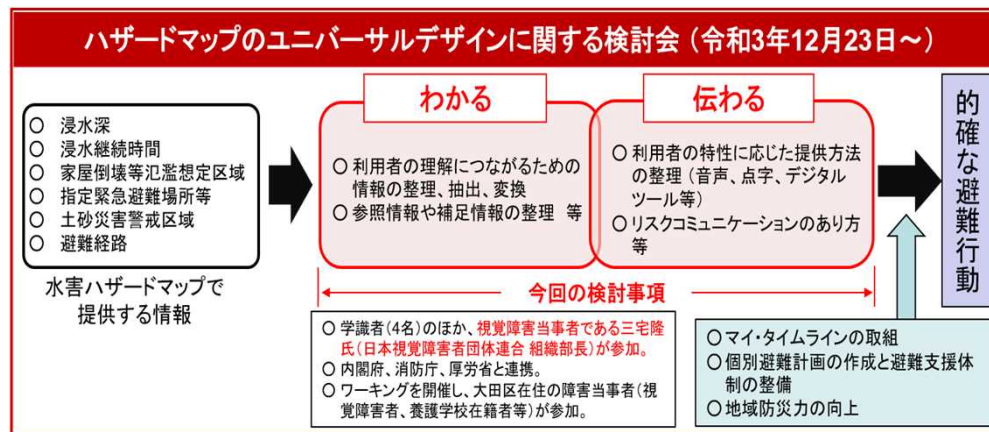 ハザードマップのユニバーサルデザインに関する検討会（令和3年12月23日～）
○ 浸水深
○ 浸水継続時間
○ 家屋倒壊等氾濫想定区域
○ 指定緊急避難場所等
○ 土砂災害警戒区域
○ 避難経路
水害ハザードマップで
提供する情報
わかる
○ 利用者の理解につながるための
情報の整理、抽出、変換
○ 参照情報や補足情報の整理 等
伝わる
○ 利用者の特性に応じた提供方法
の整理（音声、点字、デジタル
ツール等）
○ リスクコミュニケーションのあり方
等
的確な避難行動
今回の検討事項
○ 学識者（4名）のほか、視覚障害当事者である三宅隆
氏（日本視覚障害者団体連合 組織部長）が参加。
○ 内閣府、消防庁、厚労省と連携。
○ ワーキングを開催し、大田区在住の障害当事者（視
覚障害者、養護学校在籍者等）が参加。
○ マイ・タイムラインの取組
○ 個別避難計画の作成と避難支援体
制の整備
○ 地域防災力の向上